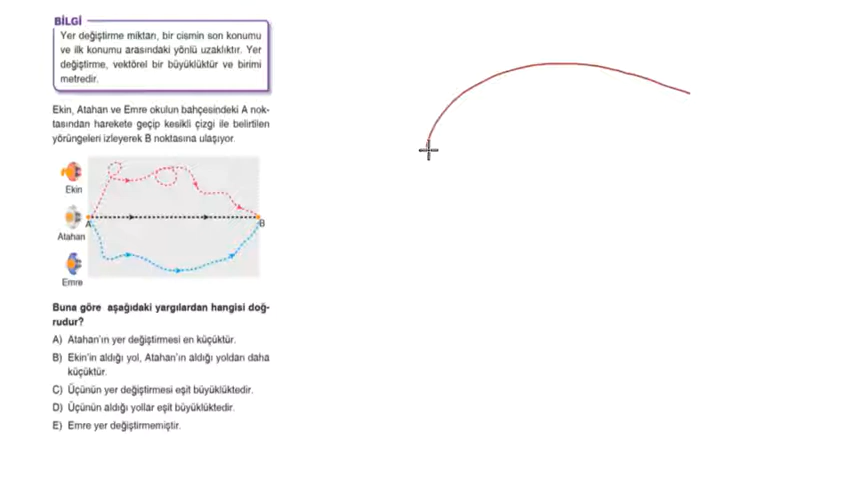 BİLGİ
Yer değiştirme miktarı, bir cismin son konumu
ve ilk konumu arasındaki yönlü uzaklıktır. Yer
değiştirme, vektörel bir büyüklüktür ve birimi
metredir.
Ekin, Atahan ve Emre okulun bahçesindeki A nok-
tasından harekete geçip kesikli çizgi ile belirtilen
yörüngeleri izleyerek B noktasına ulaşıyor.
Ekin
A
B
Atahan
Emre
Buna göre aşağıdaki yargılardan hangisi doğ-
rudur?
A) Atahan'ın yer değiştirmesi en küçüktür.
B) Ekin'in aldığı yol, Atahan'ın aldığı yoldan daha
küçüktür.
C) Üçünün yer değiştirmesi eşit büyüklüktedir.
D) Üçünün aldığı yollar eşit büyüklüktedir.
E) Emre yer değiştirmemiştir.